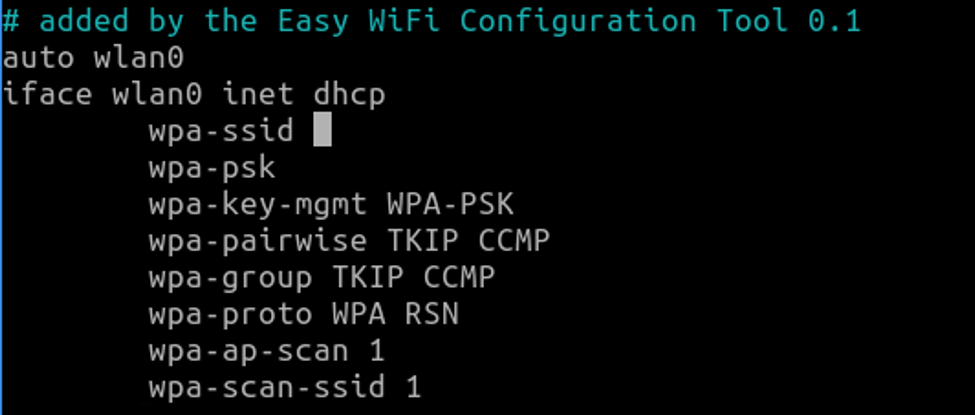 # added by the Easy WiFi Configuration Tool 0.1
auto wlan0
iface wlan0 inet dhcp
wpa-ssid
wpa-psk
wpa-key-mgmt WPA-PSK
wpa-pairwise TKIP CCMP
wpa-group TKIP CCMP
wpa-proto WPA RSN
wpa-ap-scan 1
wpa-scan-ssid 1